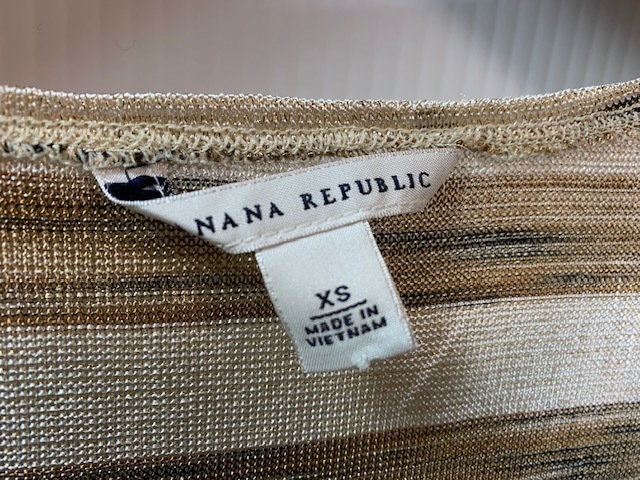 NANA REPUBLIC
XS
MADE IN
VIETNAM